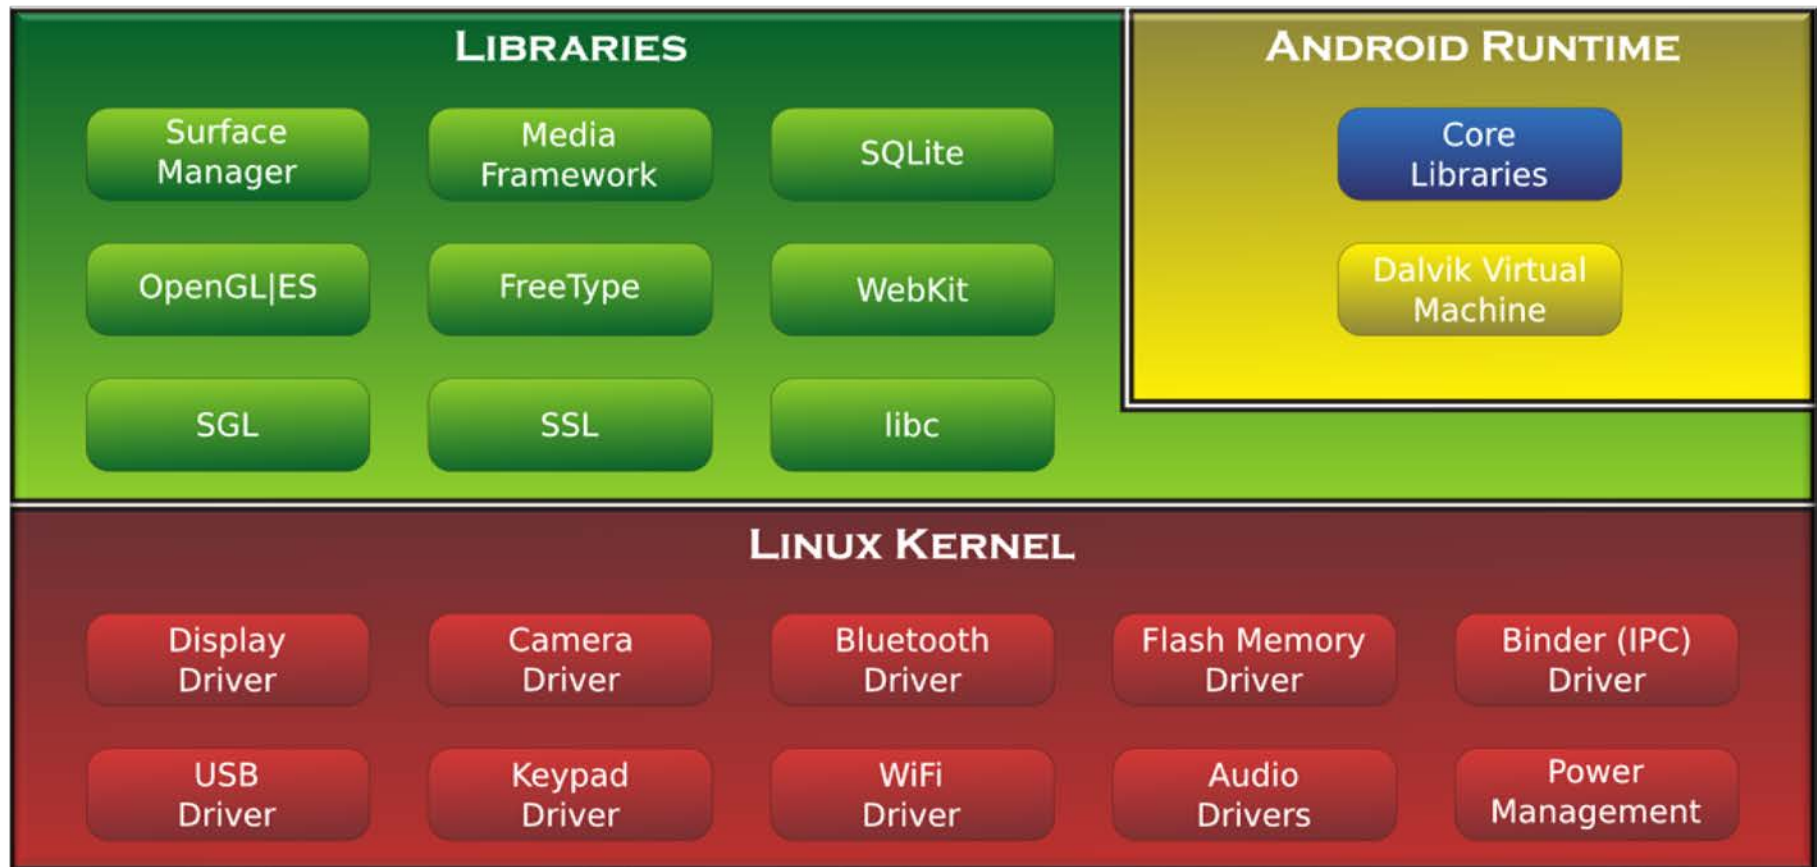 LIBRARIES
Surface
Manager
Media
Framework
SQLite
OpenGL|ES
FreeType
WebKit
SGL
SSL
libc
ANDROID RUNTIME
Core
Libraries
Dalvik Virtual
Machine
LINUX KERNEL
Display
Driver
Camera
Driver
Bluetooth
Driver
Flash Memory
Driver
Binder (IPC)
Driver
USB
Driver
Keypad
Driver
WiFi
Driver
Audio
Drivers
Power
Management